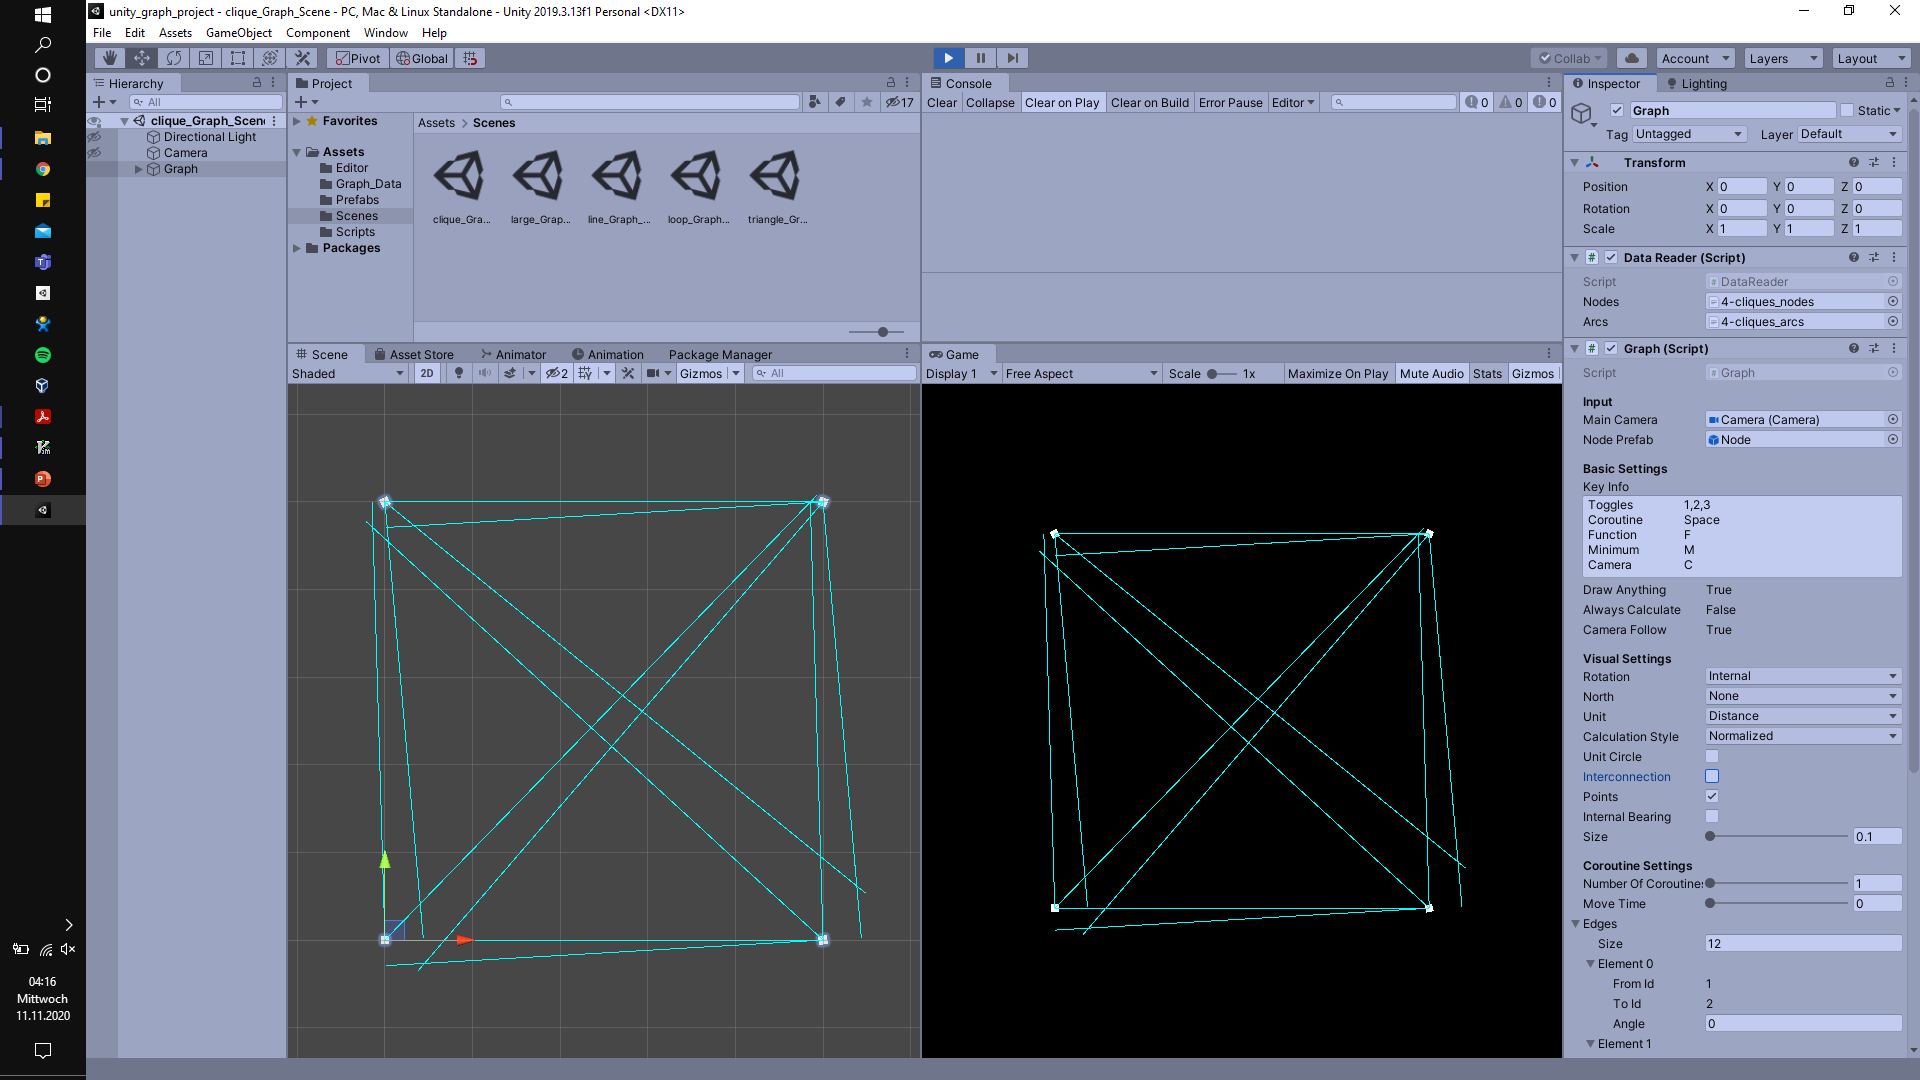 unity_graph_project - clique_Graph_Scene - PC, Mac & Linux Standalone - Unity 2019.3.13f1 Personal <DX11>
File Edit Assets GameObject Component Window Help
Pivot Global
Collab Account Layers Layout
Hierarchy
All
clique_Graph_Scen
Directional Light
Camera
Graph
Project
17
Favorites
Assets
Editor
Graph_Data
Prefabs
Scenes
Scripts
Packages
Assets > Scenes
clique_Gra... large_Grap... line_Graph_... loop_Graph... triangle_Gr...
Console
Clear Collapse Clear on Play Clear on Build Error Pause Editor 0 0 0
Scene Asset Store Animator Animation Package Manager
Shaded 2D 2 Gizmos All
Game
Display 1 Free Aspect Scale 1x Maximize On Play Mute Audio Stats Gizmos
Inspector Lighting
Graph Static
Tag Untagged Layer Default
Transform
Position X 0 Y 0 Z 0
Rotation X 0 Y 0 Z 0
Scale X 1 Y 1 Z 1
# Data Reader (Script)
Script DataReader
Nodes 4-cliques_nodes
Arcs 4-cliques_arcs
# Graph (Script)
Script Graph
Input
Main Camera Camera (Camera)
Node Prefab Node
Basic Settings
Key Info
Toggles 1,2,3
Coroutine Space
Function F
Minimum M
Camera C
Draw Anything True
Always Calculate False
Camera Follow True
Visual Settings
Rotation Internal
North None
Unit Distance
Calculation Style Normalized
Unit Circle
Interconnection
Points
Internal Bearing
Size 0.1
Coroutine Settings
Number Of Coroutine 1
Move Time 0
Edges
Size 12
Element 0
From Id 1
To Id 2
Angle 0
Element 1
04:16
Mittwoch
11.11.2020